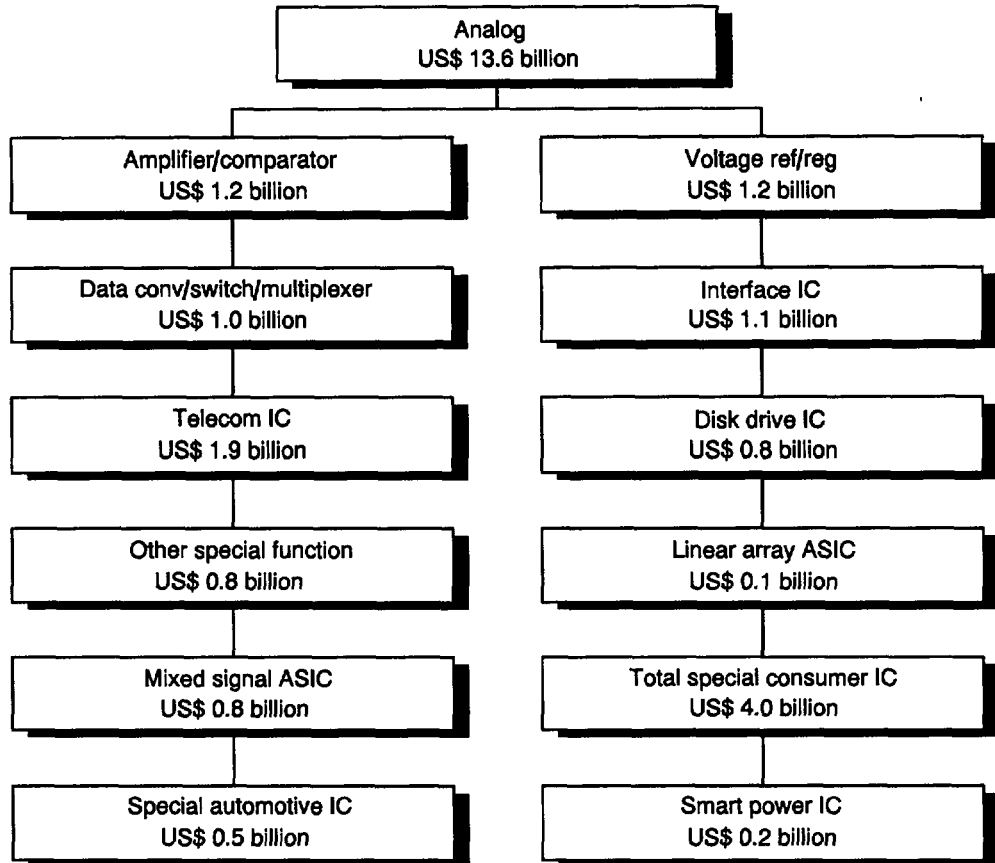 Analog
US$ 13.6 billion
Amplifier/comparator
US$ 1.2 billion
Voltage ref/reg
US$ 1.2 billion
Data conv/switch/multiplexer
US$ 1.0 billion
Interface IC
US$ 1.1 billion
Telecom IC
US$ 1.9 billion
Disk drive IC
US$ 0.8 billion
Other special function
US$ 0.8 billion
Linear array ASIC
US$ 0.1 billion
Mixed signal ASIC
US$ 0.8 billion
Total special consumer IC
US$ 4.0 billion
Special automotive IC
US$ 0.5 billion
Smart power IC
US$ 0.2 billion